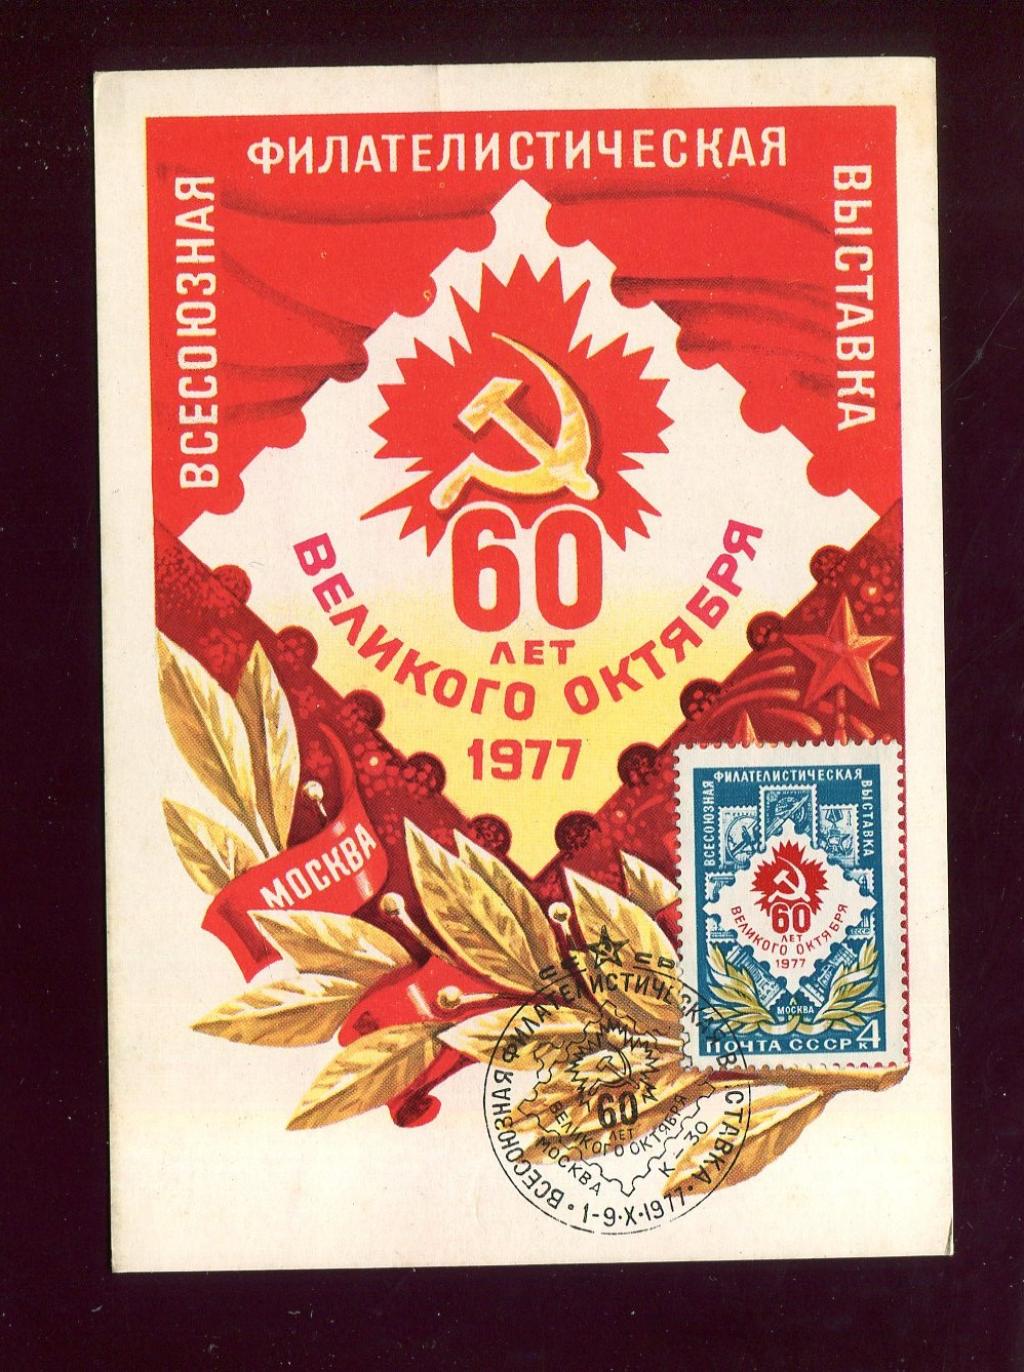 ВСЕСОЮЗНАЯ
ФИЛАТЕЛИСТИЧЕСКАЯ
ВЫСТАВКА
60
ЛЕТ
ВЕЛИКОГО ОКТЯБРЯ
1977
МОСКВА
ВСЕСОЮЗНАЯ
ФИЛАТЕЛИСТИЧЕСКАЯ
ВЫСТАВКА
60
ЛЕТ
ВЕЛИКОГО ОКТЯБРЯ
1977
МОСКВА
ПОЧТА СССР К4
ВСЕСОЮЗНАЯ ФИЛАТЕЛИСТИЧЕСКАЯ ВЫСТАВКА
60
ЛЕТ
ВЕЛИКОГО ОКТЯБРЯ
МОСКВА К-30
•1-9•X•1977•